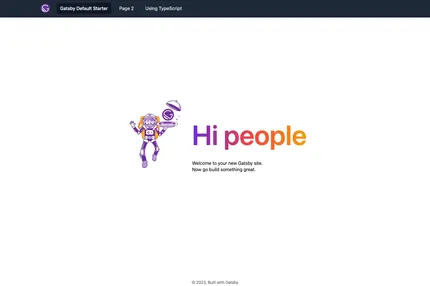 Gatsby Default Starter
Page 2
Using TypeScript
Hi people
Welcome to your new Gatsby site.
Now go build something great.
© 2023, Built with Gatsby